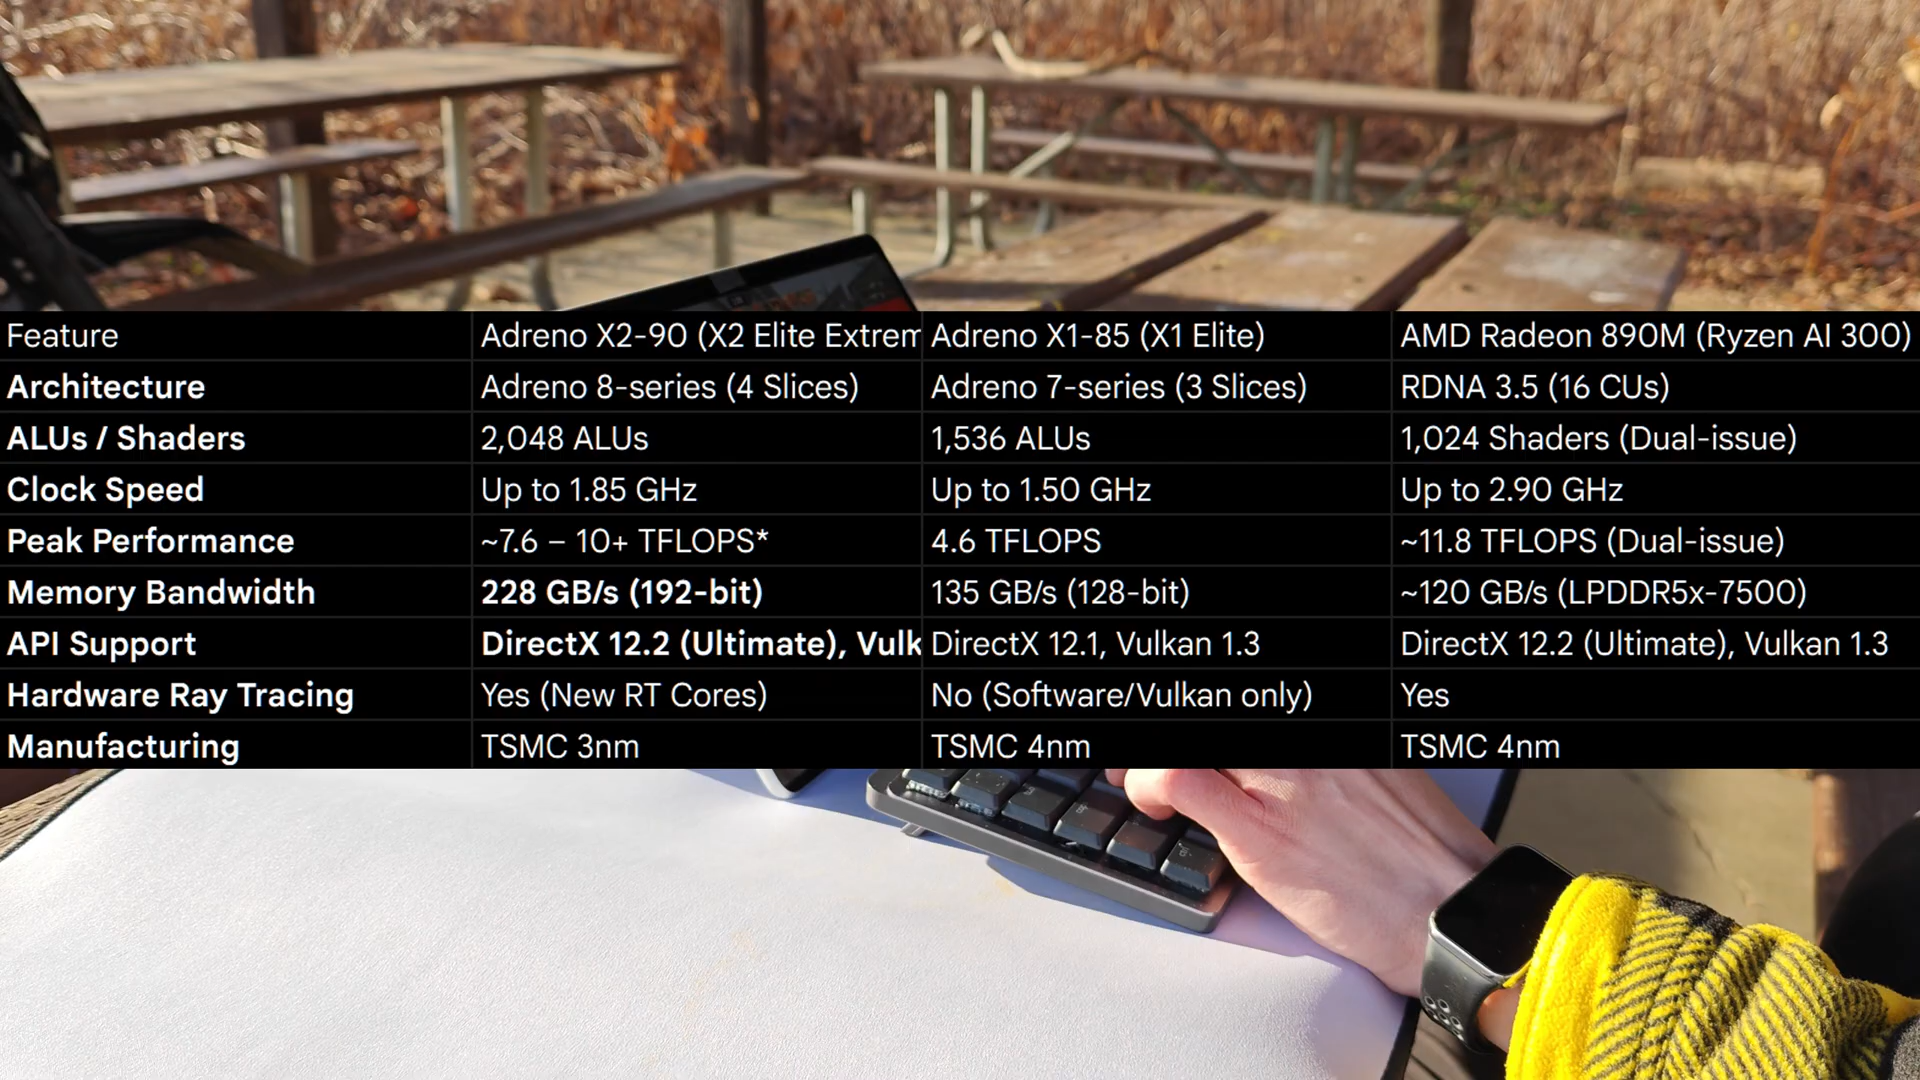 Feature Adreno X2-90 (X2 Elite Extrem Adreno X1-85 (X1 Elite) AMD Radeon 890M (Ryzen AI 300)
Architecture Adreno 8-series (4 Slices) Adreno 7-series (3 Slices) RDNA 3.5 (16 CUs)
ALUs / Shaders 2,048 ALUs 1,536 ALUs 1,024 Shaders (Dual-issue)
Clock Speed Up to 1.85 GHz Up to 1.50 GHz Up to 2.90 GHz
Peak Performance ~7.6 – 10+ TFLOPS* 4.6 TFLOPS ~11.8 TFLOPS (Dual-issue)
Memory Bandwidth 228 GB/s (192-bit) 135 GB/s (128-bit) ~120 GB/s (LPDDR5x-7500)
API Support DirectX 12.2 (Ultimate), Vulk DirectX 12.1, Vulkan 1.3 DirectX 12.2 (Ultimate), Vulkan 1.3
Hardware Ray Tracing Yes (New RT Cores) No (Software/Vulkan only) Yes
Manufacturing TSMC 3nm TSMC 4nm TSMC 4nm